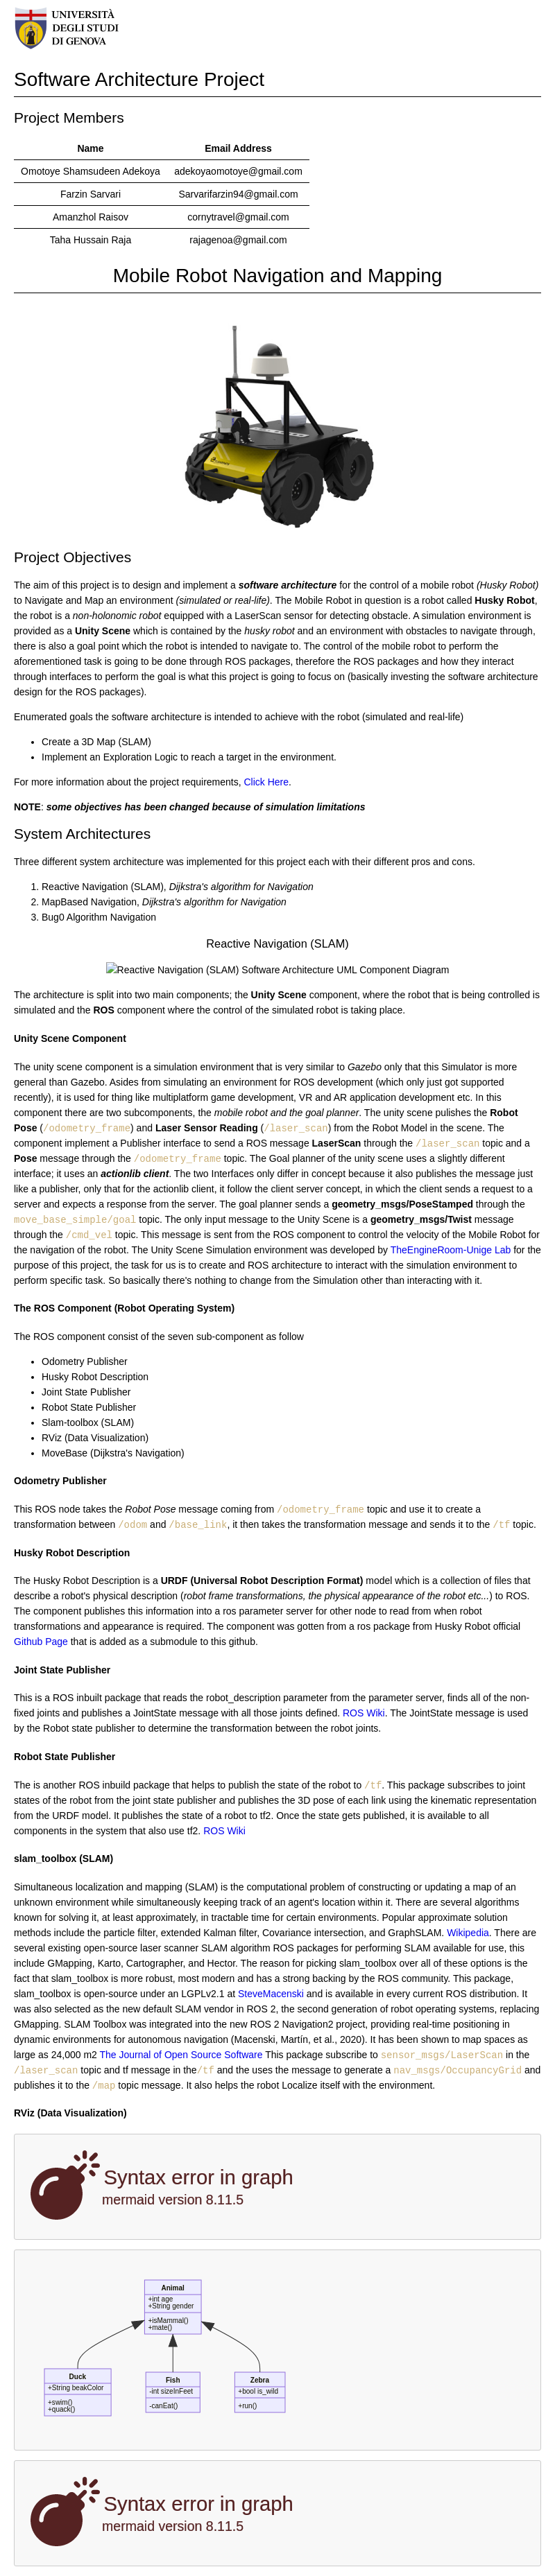 UNIVERSITÀ
DEGLI STUDI
DI GENOVA
Software Architecture Project
Project Members
Name Email Address
Omotoye Shamsudeen Adekoya adekoyaomotoye@gmail.com
Farzin Sarvari Sarvarifarzin94@gmail.com
Amanzhol Raisov cornytravel@gmail.com
Taha Hussain Raja rajagenoa@gmail.com
Mobile Robot Navigation and Mapping
Project Objectives
The aim of this project is to design and implement a software architecture for the control of a mobile robot (Husky Robot)
to Navigate and Map an environment (simulated or real-life). The Mobile Robot in question is a robot called Husky Robot,
the robot is a non-holonomic robot equipped with a LaserScan sensor for detecting obstacle. A simulation environment is
provided as a Unity Scene which is contained by the husky robot and an environment with obstacles to navigate through,
there is also a goal point which the robot is intended to navigate to. The control of the mobile robot to perform the
aforementioned task is going to be done through ROS packages, therefore the ROS packages and how they interact
through interfaces to perform the goal is what this project is going to focus on (basically investing the software architecture
design for the ROS packages).
Enumerated goals the software architecture is intended to achieve with the robot (simulated and real-life)
• Create a 3D Map (SLAM)
• Implement an Exploration Logic to reach a target in the environment.
For more information about the project requirements, Click Here.
NOTE: some objectives has been changed because of simulation limitations
System Architectures
Three different system architecture was implemented for this project each with their different pros and cons.
1. Reactive Navigation (SLAM), Dijkstra's algorithm for Navigation
2. MapBased Navigation, Dijkstra's algorithm for Navigation
3. Bug0 Algorithm Navigation
Reactive Navigation (SLAM)
Reactive Navigation (SLAM) Software Architecture UML Component Diagram
The architecture is split into two main components; the Unity Scene component, where the robot that is being controlled is
simulated and the ROS component where the control of the simulated robot is taking place.
Unity Scene Component
The unity scene component is a simulation environment that is very similar to Gazebo only that this Simulator is more
general than Gazebo. Asides from simulating an environment for ROS development (which only just got supported
recently), it is used for thing like multiplatform game development, VR and AR application development etc. In this
component there are two subcomponents, the mobile robot and the goal planner. The unity scene pulishes the Robot
Pose (/odometry_frame) and Laser Sensor Reading (/laser_scan) from the Robot Model in the scene. The
component implement a Publisher interface to send a ROS message LaserScan through the /laser_scan topic and a
Pose message through the /odometry_frame topic. The Goal planner of the unity scene uses a slightly different
interface; it uses an actionlib client. The two Interfaces only differ in concept because it also publishes the message just
like a publisher, only that the actionlib client, it follow the client server concept, in which the client sends a request to a
server and expects a response from the server. The goal planner sends a geometry_msgs/PoseStamped through the
move_base_simple/goal topic. The only input message to the Unity Scene is a geometry_msgs/Twist message
through the /cmd_vel topic. This message is sent from the ROS component to control the velocity of the Mobile Robot for
the navigation of the robot. The Unity Scene Simulation environment was developed by TheEngineRoom-Unige Lab for the
purpose of this project, the task for us is to build around ROS architecture to interact with the simulation environment to
perform specific task. So basically there's nothing to change from the Simulation other than interacting with it.
The ROS Component (Robot Operating System)
The ROS component consist of the seven sub-component as follow
• Odometry Publisher
• Husky Robot Description
• Joint State Publisher
• Robot State Publisher
• Slam-toolbox (SLAM)
• RViz (Data Visualization)
• MoveBase (Dijkstra's Navigation)
Odometry Publisher
This ROS node takes the Robot Pose message coming from /odometry_frame topic and use it to create a
transformation between /odom and /base_link, it then takes the transformation message and sends it to the /tf topic.
Husky Robot Description
The Husky Robot Description is a URDF (Universal Robot Description Format) model which is a collection of files that
describe a robot's physical description (robot frame transformations, the physical appearance of the robot etc...) to ROS.
The component publishes this information into a ros parameter server for other node to read from when robot
transformations and appearance is required. The component was gotten from a ros package from Husky Robot official
Github Page that is added as a submodule to this github.
Joint State Publisher
This is a ROS inbuilt package that reads the robot_description parameter from the parameter server, finds all of the non-
fixed joints and publishes a JointState message with all those joints defined. ROS Wiki. The JointState message is used
by the Robot state publisher to determine the transformation between the robot joints.
Robot State Publisher
The is another ROS inbuild package that helps to publish the state of the robot to /tf. This package subscribes to joint
states of the robot from the joint state publisher and publishes the 3D pose of each link using the kinematic representation
from the URDF model. It publishes the state of a robot to tf2. Once the state gets published, it is available to all
components in the system that also use tf2. ROS Wiki
slam_toolbox (SLAM)
Simultaneous localization and mapping (SLAM) is the computational problem of constructing or updating a map of an
unknown environment while simultaneously keeping track of an agent's location within it. There are several algorithms
known for solving it, at least approximately, in tractable time for certain environments. Popular approximate solution
methods include the particle filter, extended Kalman filter, Covariance intersection, and GraphSLAM. Wikipedia. There are
several existing open-source laser scanner SLAM algorithm ROS packages for performing SLAM available for use, this
include GMapping, Karto, Cartographer, and Hector. The reason for picking slam_toolbox over all of these options is the
fact that slam_toolbox is more robust, most modern and has a strong backing by the ROS community. This package,
slam_toolbox is open-source under an LGPLv2.1 at SteveMacenski and is available in every current ROS distribution. It
was also selected as the new default SLAM vendor in ROS 2, the second generation of robot operating systems, replacing
GMapping. SLAM Toolbox was integrated into the new ROS 2 Navigation2 project, providing real-time positioning in
dynamic environments for autonomous navigation (Macenski, Martín, et al., 2020). It has been shown to map spaces as
large as 24,000 m2 The Journal of Open Source Software This package subscribe to sensor_msgs/LaserScan in the
/laser_scan topic and tf message in the/tf and the uses the message to generate a nav_msgs/OccupancyGrid and
publishes it to the /map topic message. It also helps the robot Localize itself with the environment.
RViz (Data Visualization)
Syntax error in graph
mermaid version 8.11.5
Animal
+int age
+String gender
+isMammal()
+mate()
Duck
+String beakColor
+swim()
+quack()
Fish
-int sizeInFeet
-canEat()
Zebra
+bool is_wild
+run()
Syntax error in graph
mermaid version 8.11.5